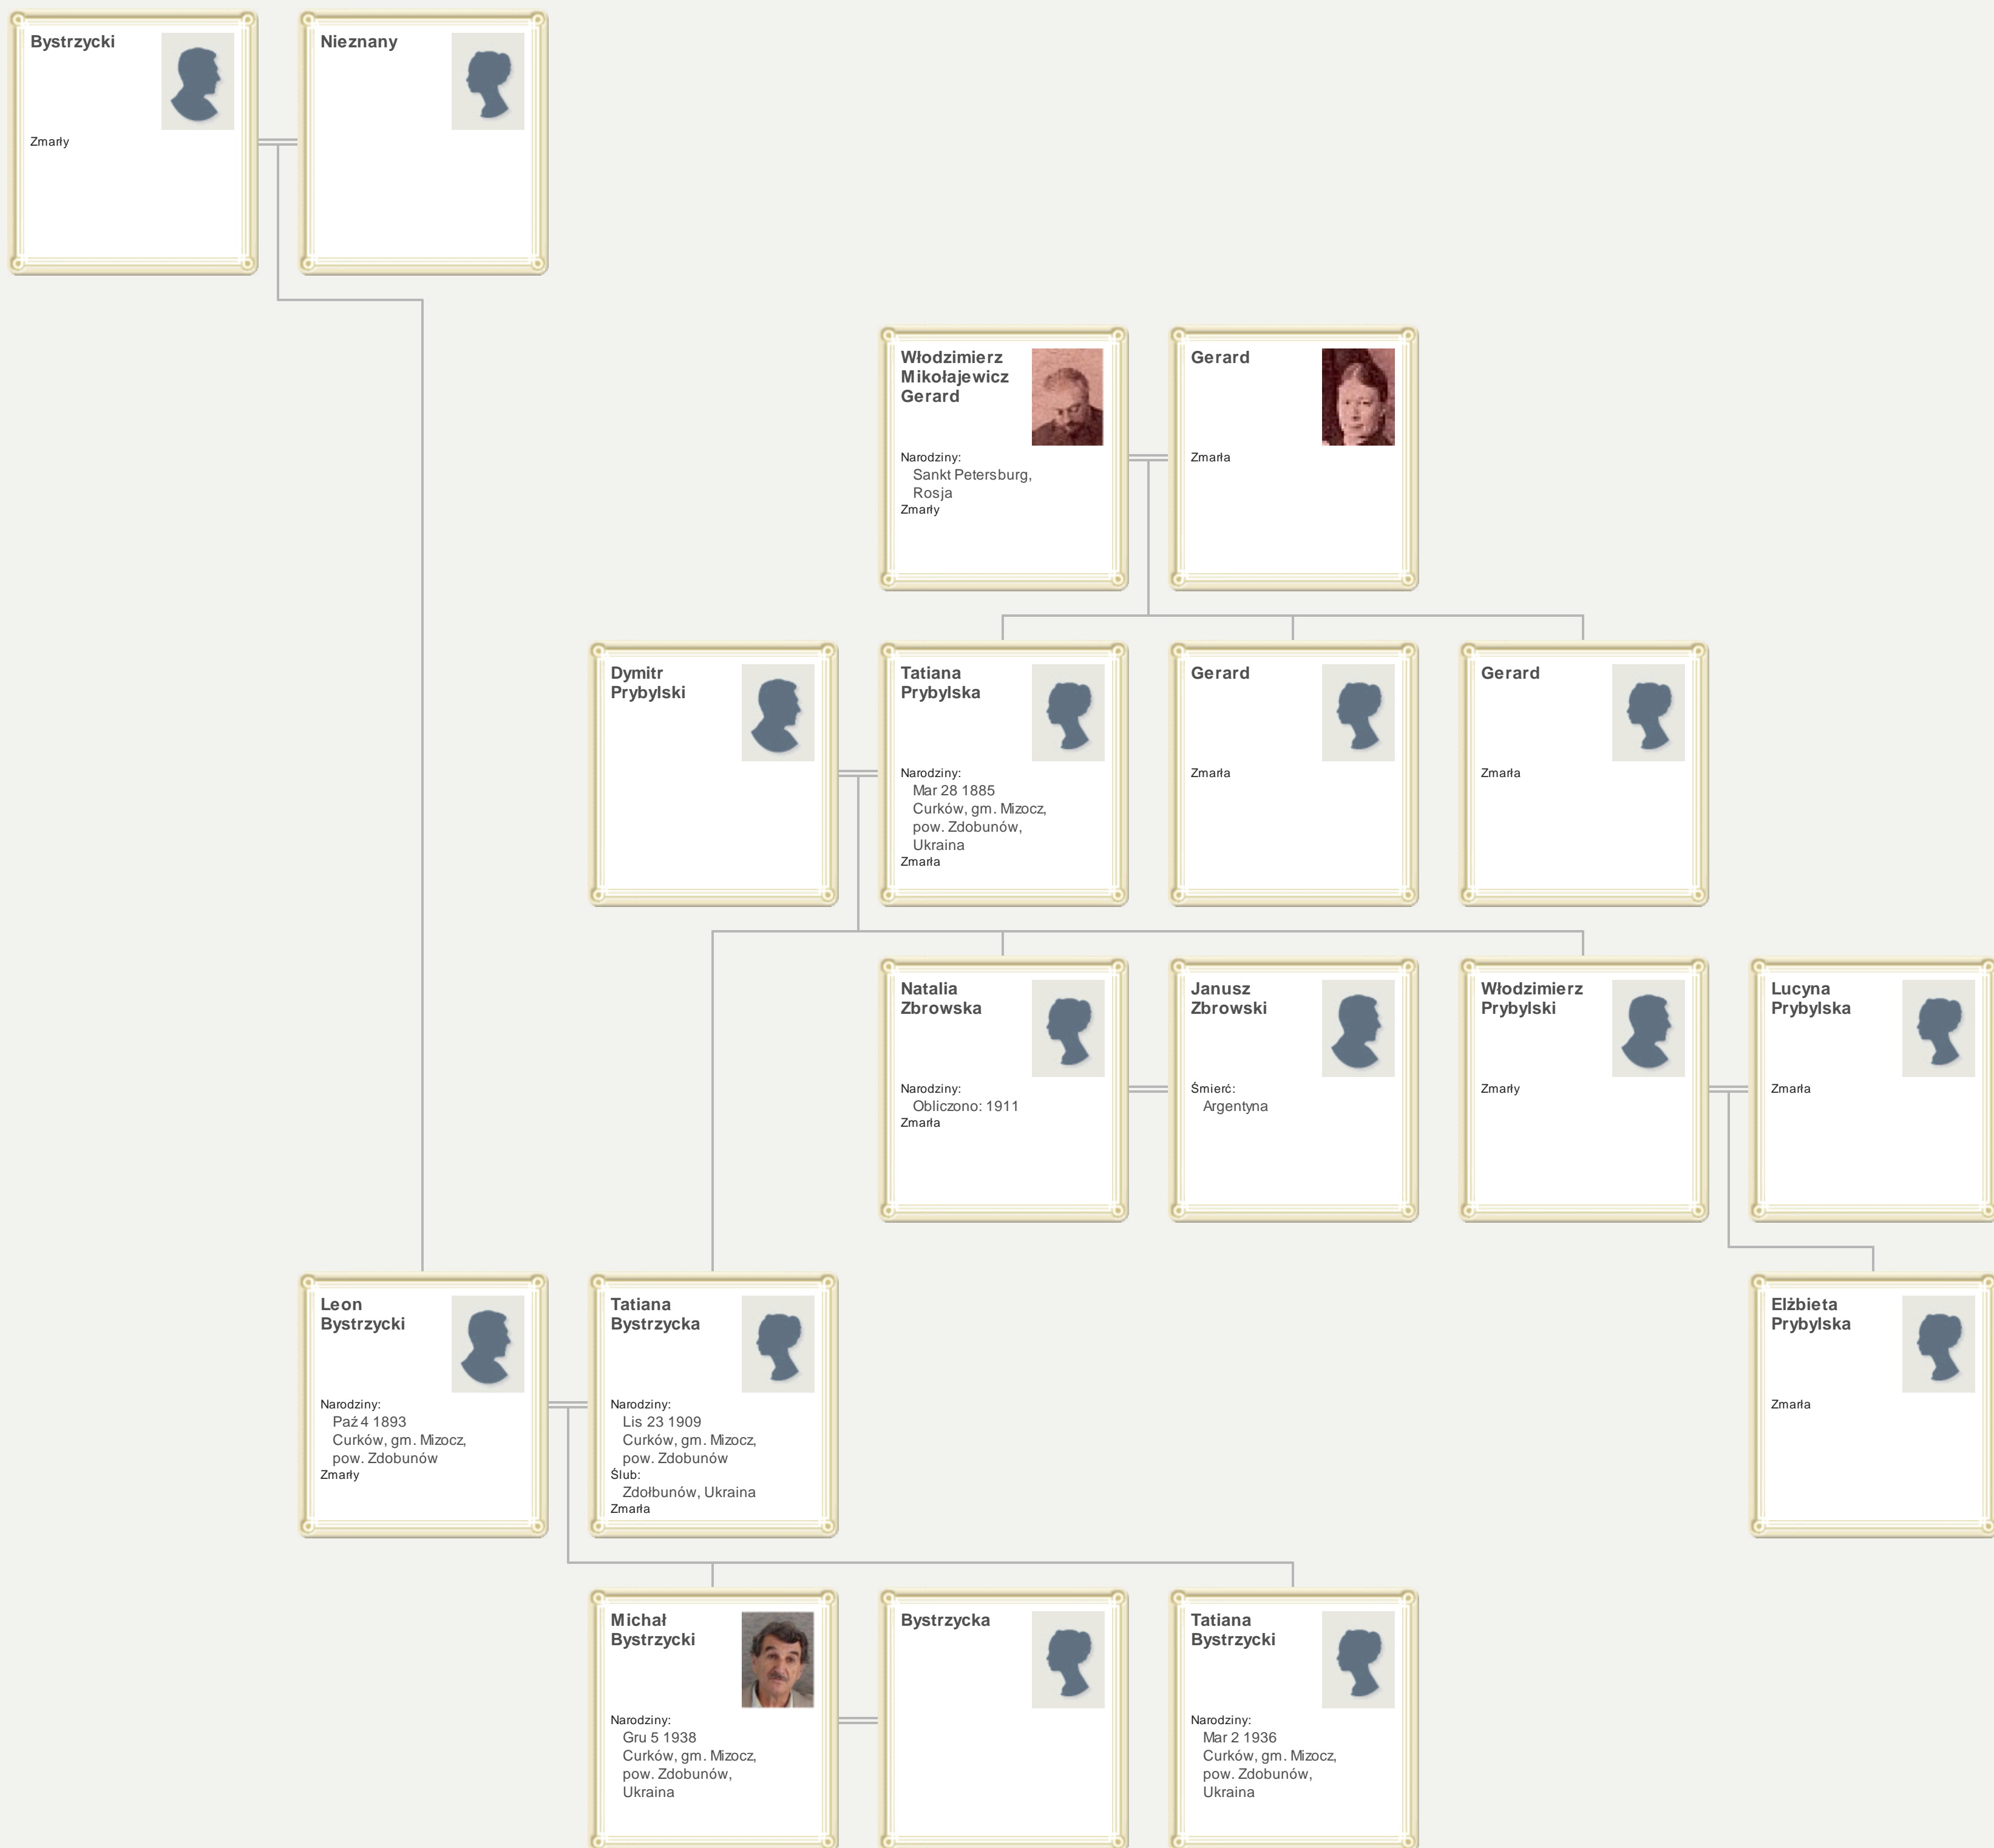 Bystrzycki
Zmarły
Nieznany
Włodzimierz
Mikołajewicz
Gerard
Narodziny:
Sankt Petersburg,
Rosja
Zmarły
Gerard
Zmarła
Dymitr
Prybylski
Tatiana
Prybylska
Narodziny:
Mar 28 1885
Curków, gm. Mizocz,
pow. Zdobunów,
Ukraina
Zmarła
Gerard
Zmarła
Gerard
Zmarła
Natalia
Zbrowska
Narodziny:
Obliczono: 1911
Zmarła
Janusz
Zbrowski
Śmierć:
Argentyna
Włodzimierz
Prybylski
Zmarły
Lucyna
Prybylska
Zmarła
Leon
Bystrzycki
Narodziny:
Paź 4 1893
Curków, gm. Mizocz,
pow. Zdobunów
Zmarły
Tatiana
Bystrzycka
Narodziny:
Lis 23 1909
Curków, gm. Mizocz,
pow. Zdobunów
Ślub:
Zdołbunów, Ukraina
Zmarła
Elżbieta
Prybylska
Zmarła
Michał
Bystrzycki
Narodziny:
Gru 5 1938
Curków, gm. Mizocz,
pow. Zdobunów,
Ukraina
Bystrzycka
Tatiana
Bystrzycki
Narodziny:
Mar 2 1936
Curków, gm. Mizocz,
pow. Zdobunów,
Ukraina